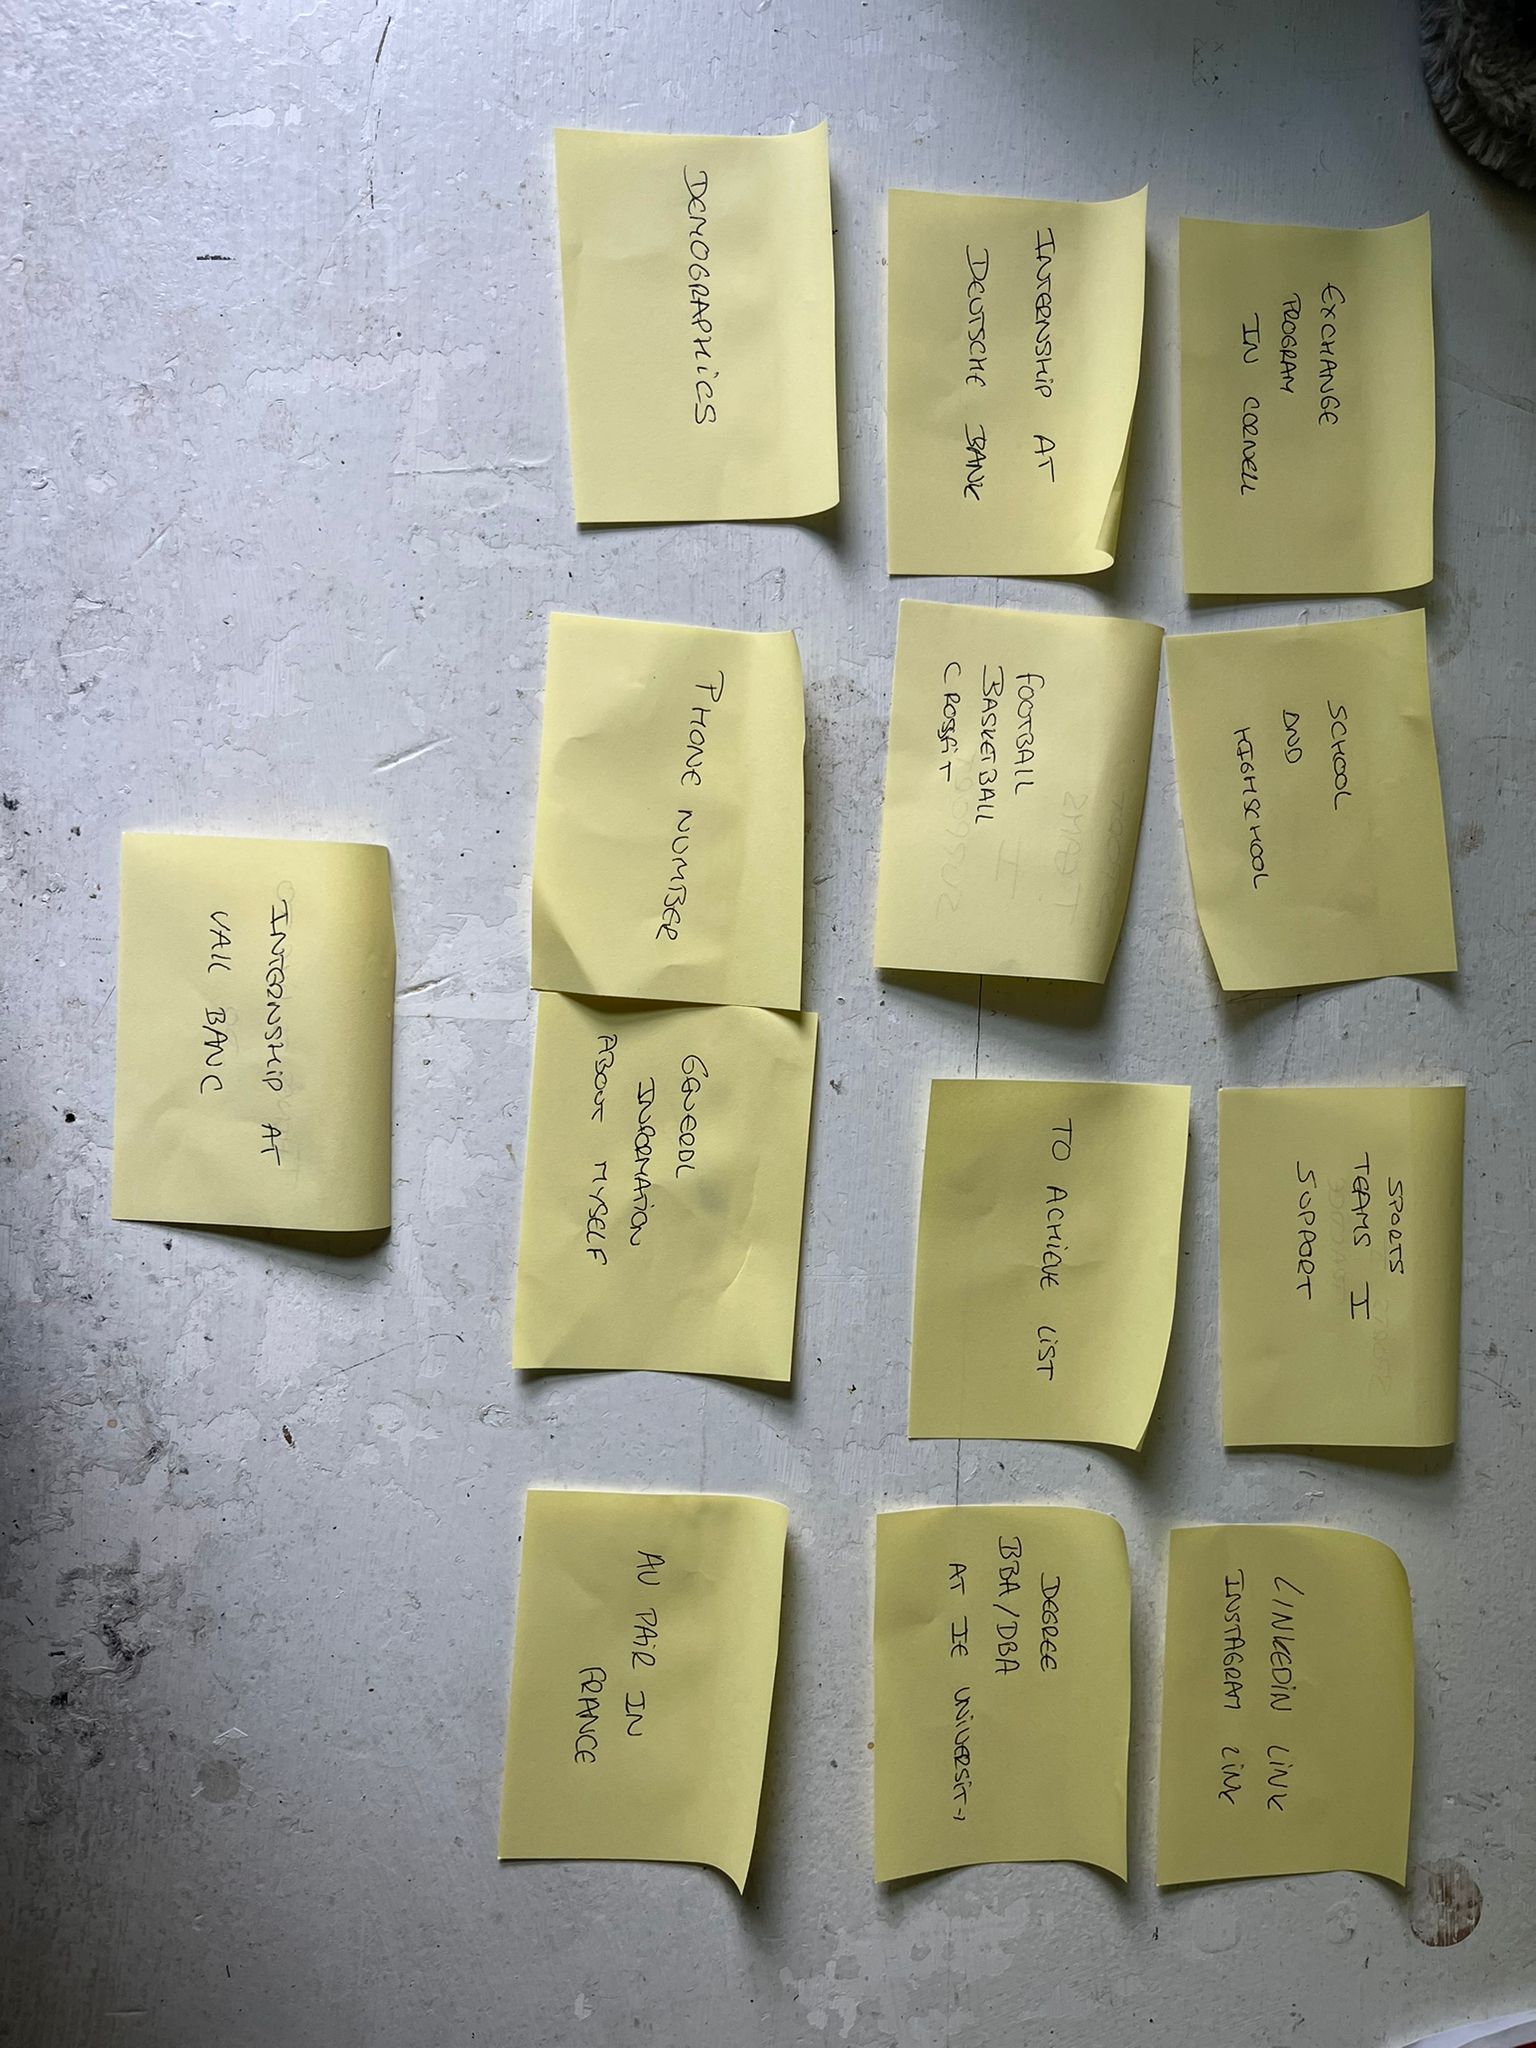 EXCHANGE
PROGRAM
IN CORNELL
SCHOOL
AND
HIGHSCHOOL
SPORTS
TEAMS I
SUPPORT
LINKEDIN LINK
INSTAGRAM LINK
INTERNSHIP AT
DEUTSCHE BANK
FOOTBALL
BASKETBALL
CROSSFIT
TO ACHIEVE LIST
DEGREE
BBA/DBA
AT IE UNIVERSITY
DEMOGRAPHICS
PHONE NUMBER
GENERAL
INFORMATION
ABOUT MYSELF
AU PAIR IN
FRANCE
INTERNSHIP AT
VALL BANC